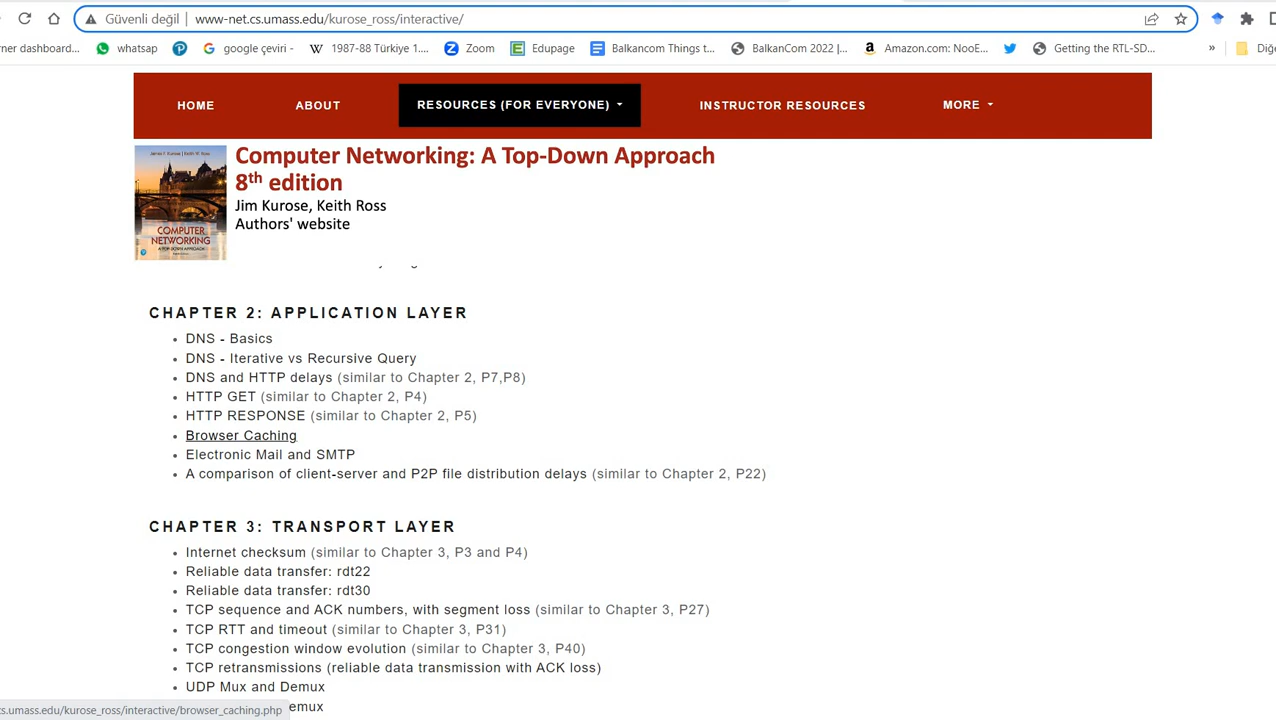 Güvenli değil | www-net.cs.umass.edu/kurose_ross/interactive/
rner dashboard... whatsap google çeviri - 1987-88 Türkiye 1.... Zoom Edupage Balkancom Things t... BalkanCom 2022 |... Amazon.com: NooE... Getting the RTL-SD... » Diğe
HOME ABOUT RESOURCES (FOR EVERYONE) INSTRUCTOR RESOURCES MORE
James F. Kurose | Keith W. Ross
COMPUTER
NETWORKING
A TOP-DOWN APPROACH
Computer Networking: A Top-Down Approach
8th edition
Jim Kurose, Keith Ross
Authors' website
CHAPTER 2: APPLICATION LAYER
DNS - Basics
DNS - Iterative vs Recursive Query
DNS and HTTP delays (similar to Chapter 2, P7,P8)
HTTP GET (similar to Chapter 2, P4)
HTTP RESPONSE (similar to Chapter 2, P5)
Browser Caching
Electronic Mail and SMTP
A comparison of client-server and P2P file distribution delays (similar to Chapter 2, P22)
CHAPTER 3: TRANSPORT LAYER
Internet checksum (similar to Chapter 3, P3 and P4)
Reliable data transfer: rdt22
Reliable data transfer: rdt30
TCP sequence and ACK numbers, with segment loss (similar to Chapter 3, P27)
TCP RTT and timeout (similar to Chapter 3, P31)
TCP congestion window evolution (similar to Chapter 3, P40)
TCP retransmissions (reliable data transmission with ACK loss)
UDP Mux and Demux
emux
cs.umass.edu/kurose_ross/interactive/browser_caching.php